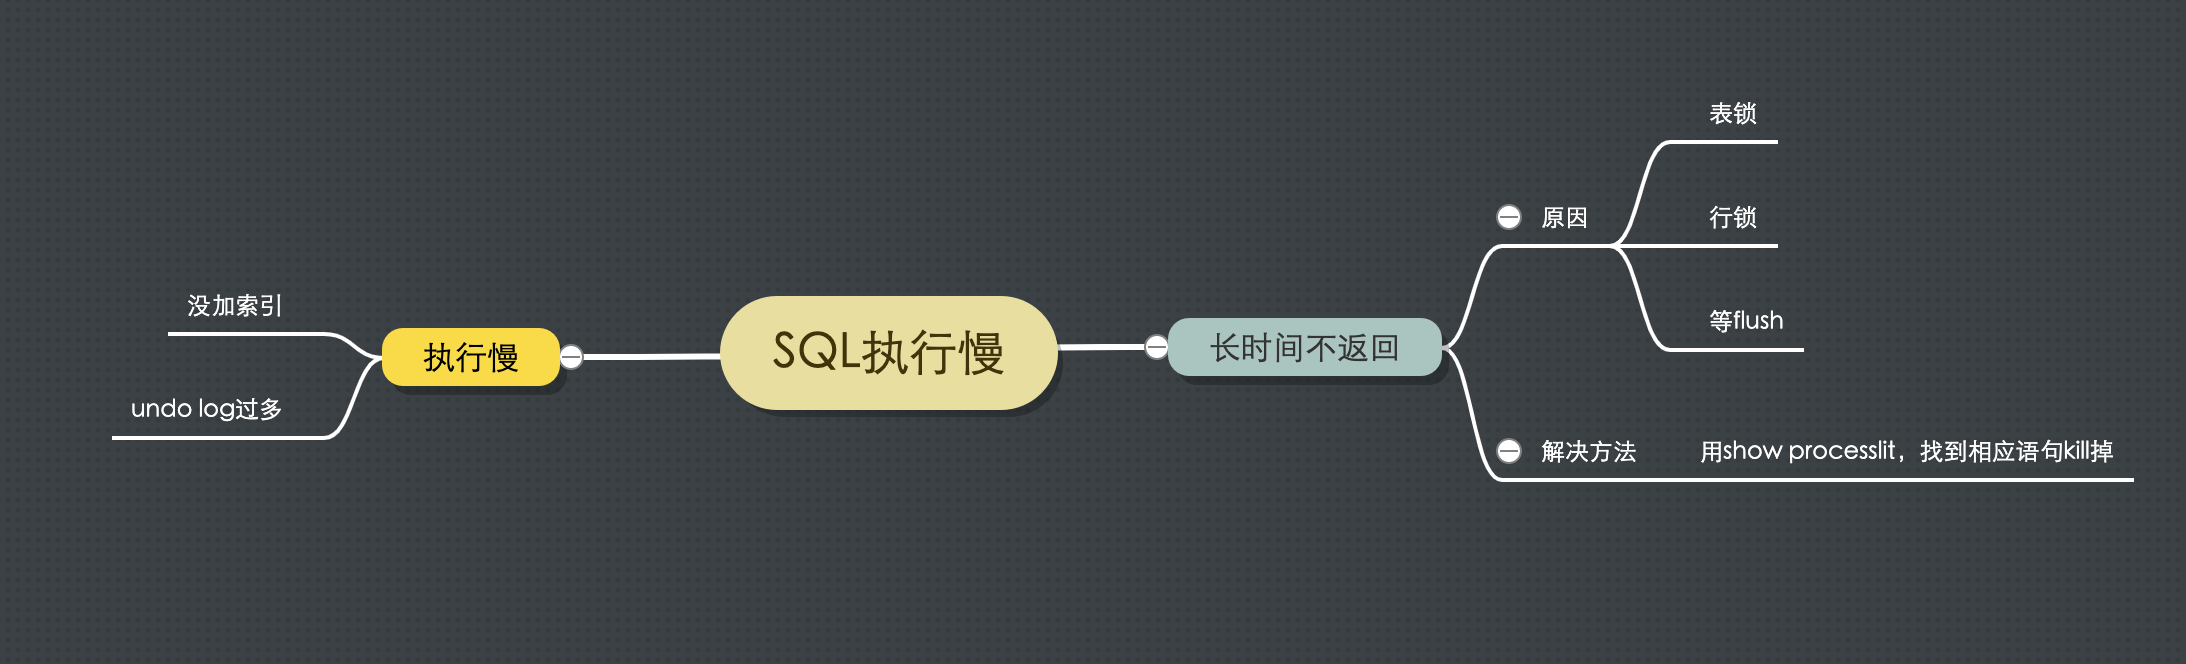 SQL执行慢
执行慢
没加索引
undo log过多
长时间不返回
原因
表锁
行锁
等flush
解决方法
用show processlit，找到相应语句kill掉